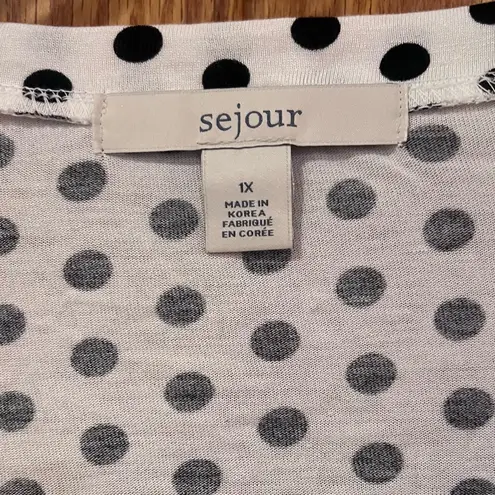 sejour
1X
MADE IN
KOREA
FABRIQUÉ
EN CORÉE